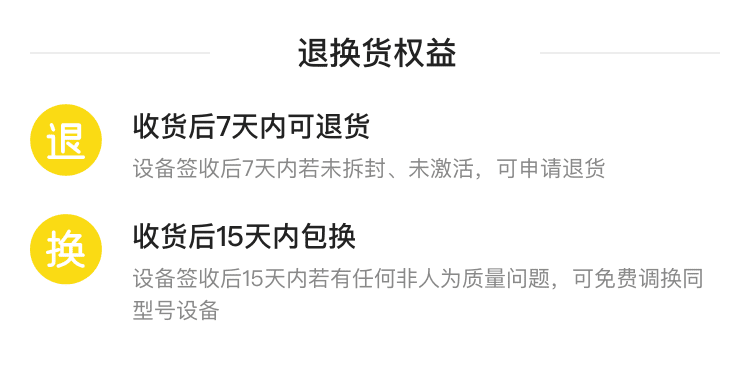 退换货权益
退
收货后7天内可退货
设备签收后7天内若未拆封、未激活，可申请退货
换
收货后15天内包换
设备签收后15天内若有任何非人为质量问题，可免费调换同
型号设备